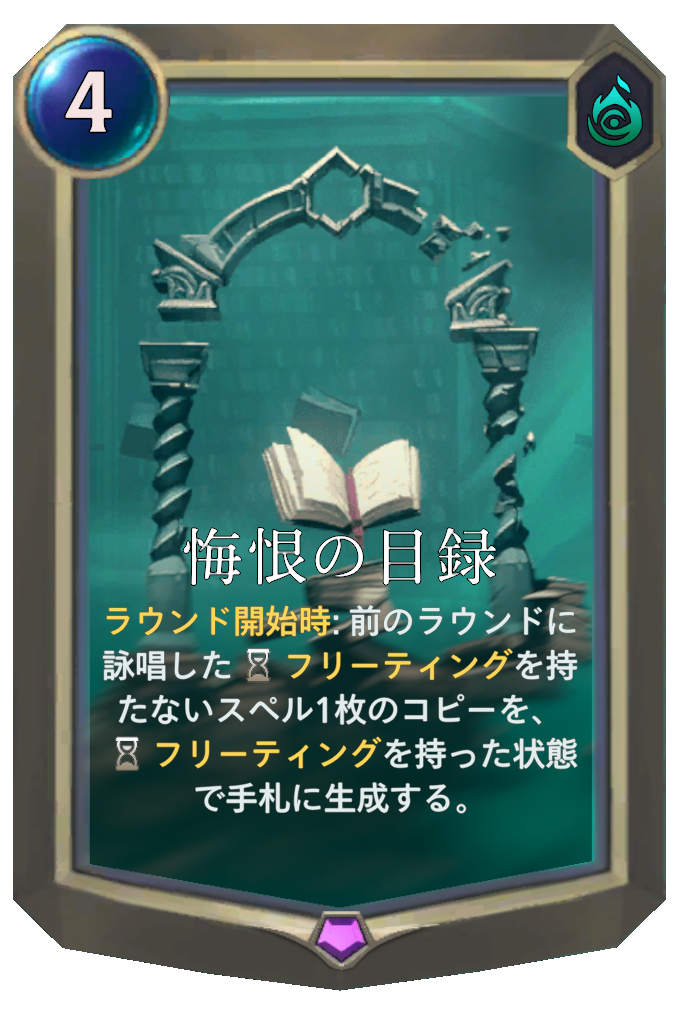 4
悔恨の目録
ラウンド開始時: 前のラウンドに
詠唱した フリーティングを持
たないスペル1枚のコピーを、
フリーティングを持った状態
で手札に生成する。